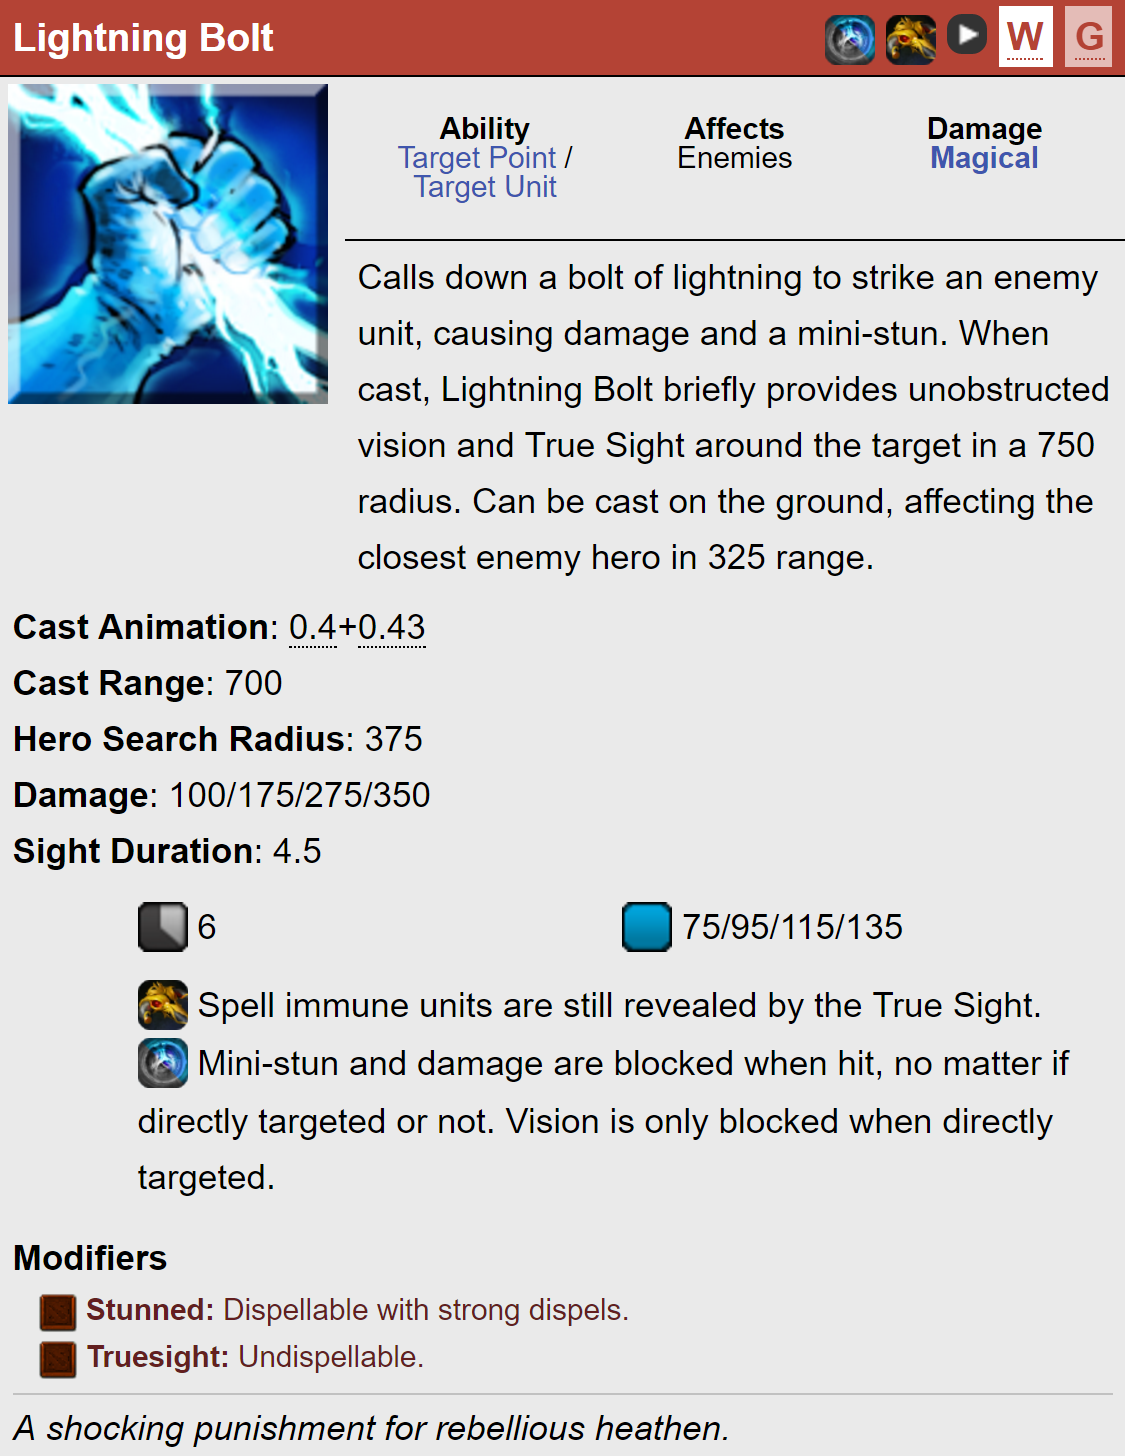 Lightning Bolt
W G
Ability
Target Point /
Target Unit
Affects
Enemies
Damage
Magical
Calls down a bolt of lightning to strike an enemy
unit, causing damage and a mini-stun. When
cast, Lightning Bolt briefly provides unobstructed
vision and True Sight around the target in a 750
radius. Can be cast on the ground, affecting the
closest enemy hero in 325 range.
Cast Animation: 0.4+0.43
Cast Range: 700
Hero Search Radius: 375
Damage: 100/175/275/350
Sight Duration: 4.5
6
75/95/115/135
Spell immune units are still revealed by the True Sight.
Mini-stun and damage are blocked when hit, no matter if
directly targeted or not. Vision is only blocked when directly
targeted.
Modifiers
Stunned: Dispellable with strong dispels.
Truesight: Undispellable.
A shocking punishment for rebellious heathen.